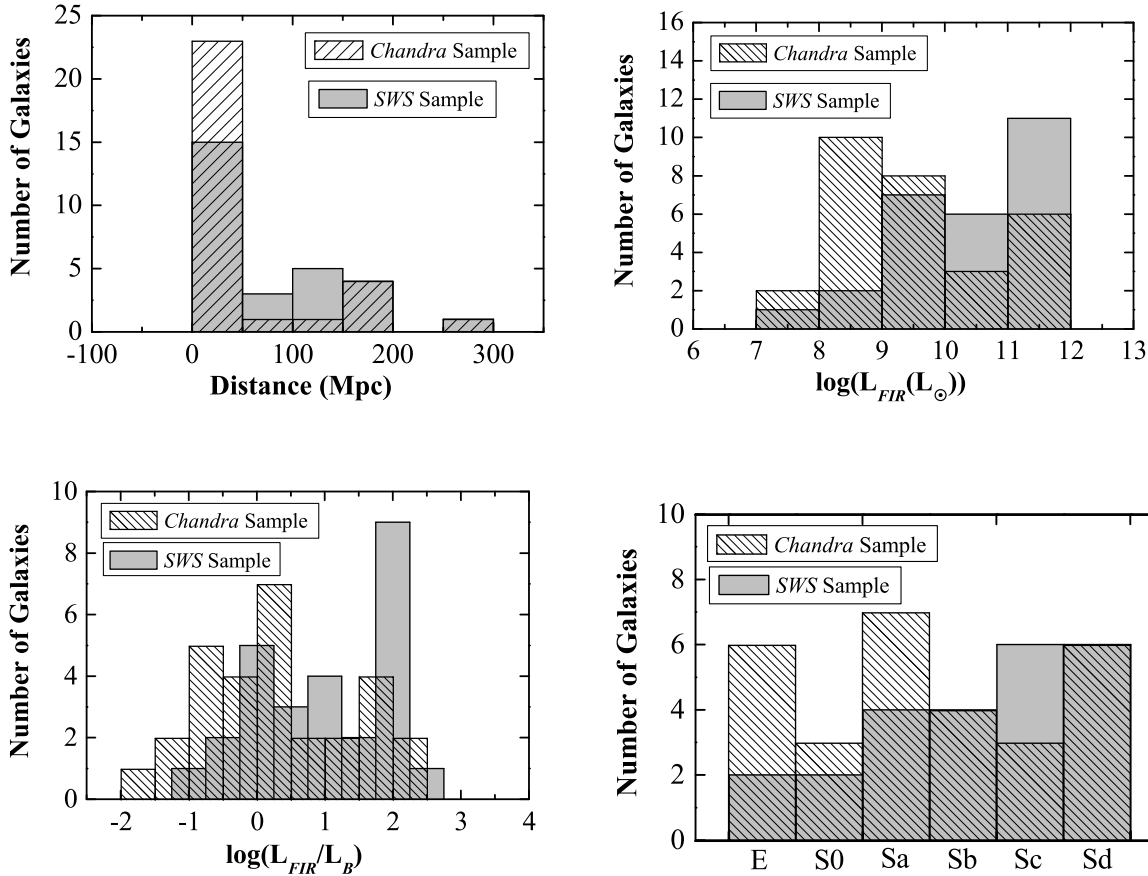 25
20
15
10
5
0
Number of Galaxies
Chandra Sample
SWS Sample
-100 0 100 200 300
Distance (Mpc)
16
14
12
10
8
6
4
2
0
Number of Galaxies
Chandra Sample
SWS Sample
6 7 8 9 10 11 12 13
log(L_FIR(L_⊙))
10
8
6
4
2
0
Number of Galaxies
Chandra Sample
SWS Sample
-2 -1 0 1 2 3 4
log(L_FIR/L_B)
10
8
6
4
2
0
Number of Galaxies
Chandra Sample
SWS Sample
E S0 Sa Sb Sc Sd